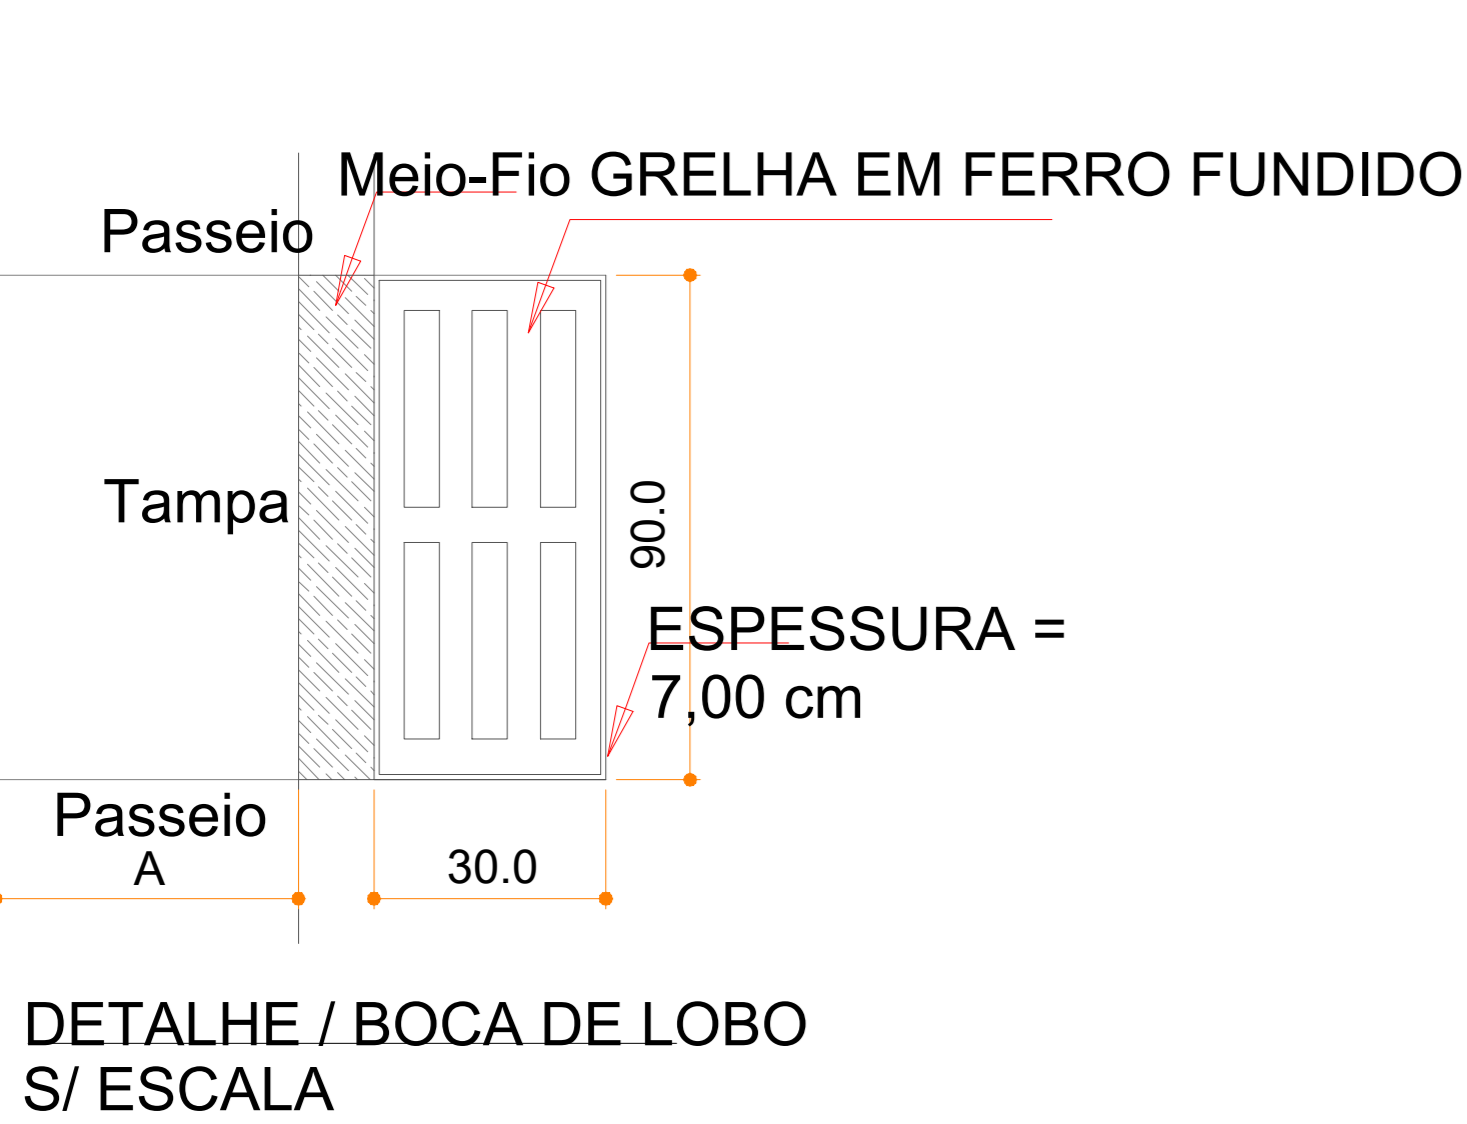 Meio-Fio GRELHA EM FERRO FUNDIDO
Passeio
Tampa
90.0
ESPESSURA =
7,00 cm
Passeio
A
30.0
DETALHE / BOCA DE LOBO
S/ ESCALA